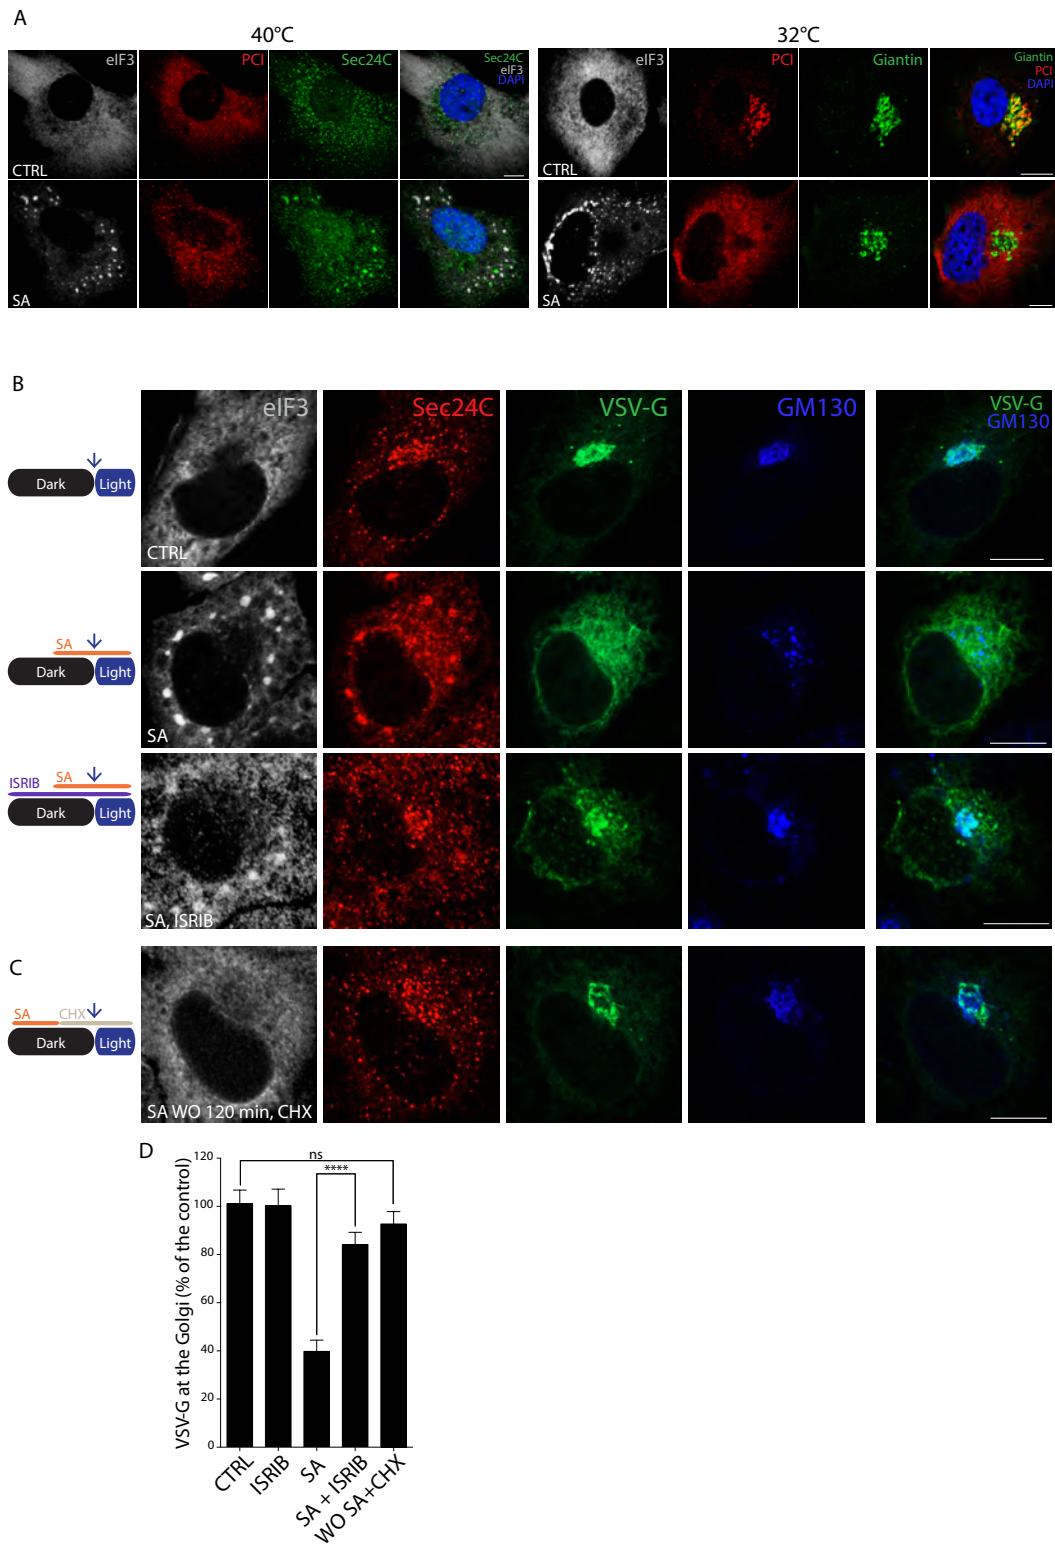 A
40°C
32°C
eIF3
PCI
Sec24C
Sec24C
eIF3
DAPI
CTRL
SA
eIF3
PCI
Giantin
Giantin
PCI
DAPI
CTRL
SA
B
eIF3
Sec24C
VSV-G
GM130
VSV-G
GM130
Dark
Light
CTRL
SA
Dark
Light
SA
ISRIB
SA
Dark
Light
SA, ISRIB
C
SA
CHX
Dark
Light
SA WO 120 min, CHX
D
VSV-G at the Golgi (% of the control)
120
100
80
60
40
20
0
ns
****
CTRL
ISRIB
SA
SA + ISRIB
WO SA+CHX